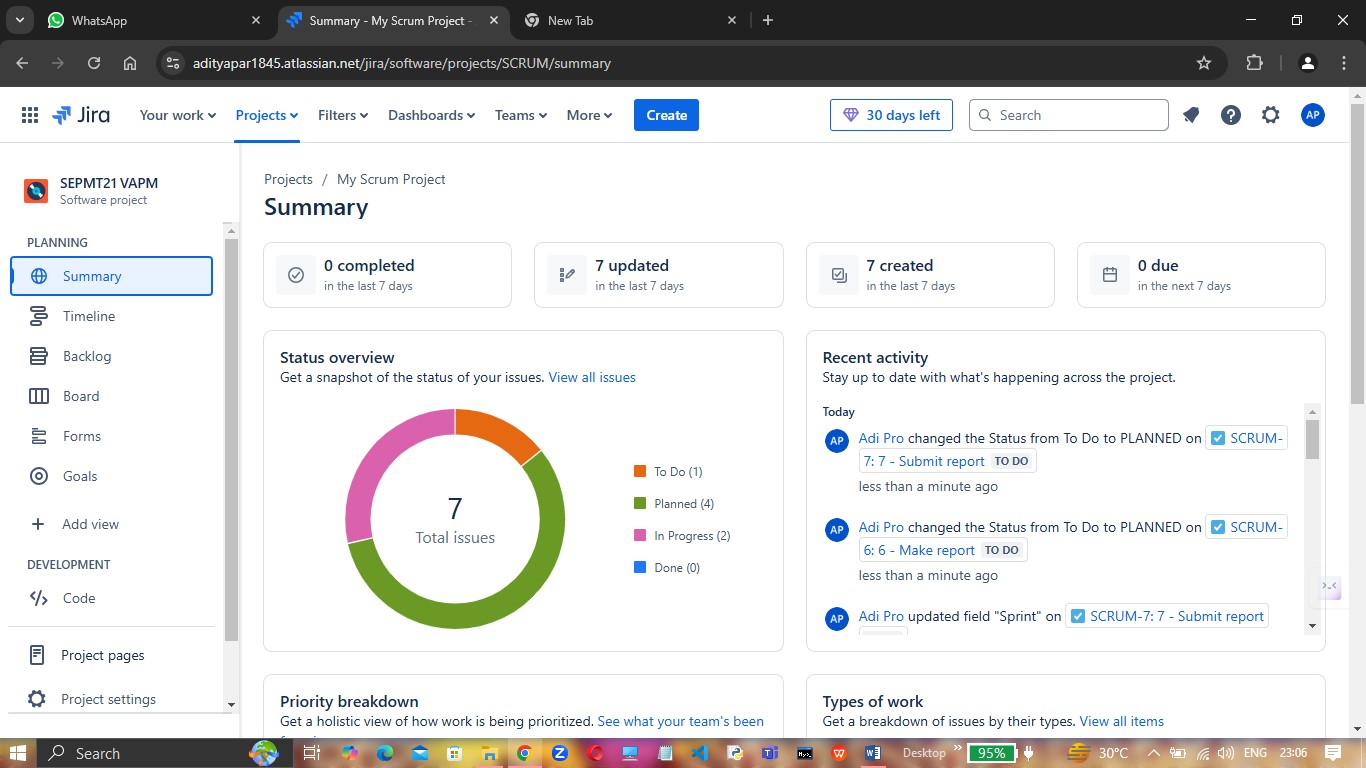 WhatsApp
Summary - My Scrum Project -
New Tab
adityapar1845.atlassian.net/jira/software/projects/SCRUM/summary
Jira
Your work
Projects
Filters
Dashboards
Teams
More
Create
30 days left
Search
AP
SEPMT21 VAPM
Software project
PLANNING
Summary
Timeline
Backlog
Board
Forms
Goals
Add view
DEVELOPMENT
Code
Project pages
Project settings
Projects / My Scrum Project
Summary
0 completed
in the last 7 days
7 updated
in the last 7 days
7 created
in the last 7 days
0 due
in the next 7 days
Status overview
Get a snapshot of the status of your issues. View all issues
7
Total issues
To Do (1)
Planned (4)
In Progress (2)
Done (0)
Recent activity
Stay up to date with what's happening across the project.
Today
AP
Adi Pro changed the Status from To Do to PLANNED on SCRUM-
7: 7 - Submit report TO DO
less than a minute ago
AP
Adi Pro changed the Status from To Do to PLANNED on SCRUM-
6: 6 - Make report TO DO
less than a minute ago
AP
Adi Pro updated field "Sprint" on SCRUM-7: 7 - Submit report
Priority breakdown
Get a holistic view of how work is being prioritized. See what your team's been
Types of work
Get a breakdown of issues by their types. View all items
Search
Desktop
95%
30°C
ENG
23:06